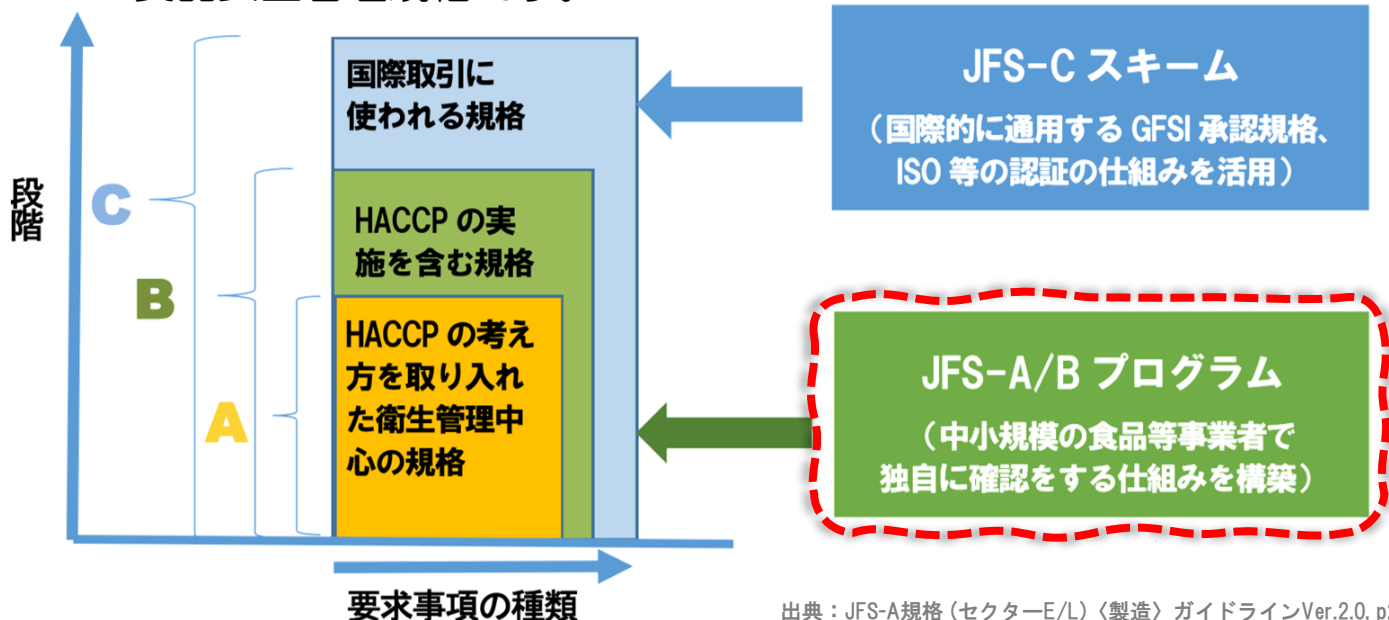 国際取引に
使われる規格
JFS-C スキーム
（国際的に通用する GFSI 承認規格、
ISO 等の認証の仕組みを活用）
段階
C
HACCP の実
施を含む規格
B
HACCP の考え
方を取り入れ
た衛生管理中
心の規格
A
JFS-A/B プログラム
（中小規模の食品等事業者で
独自に確認をする仕組みを構築）
要求事項の種類
出典：JFS-A規格 (セクターE/L)〈製造〉ガイドラインVer.2.0,